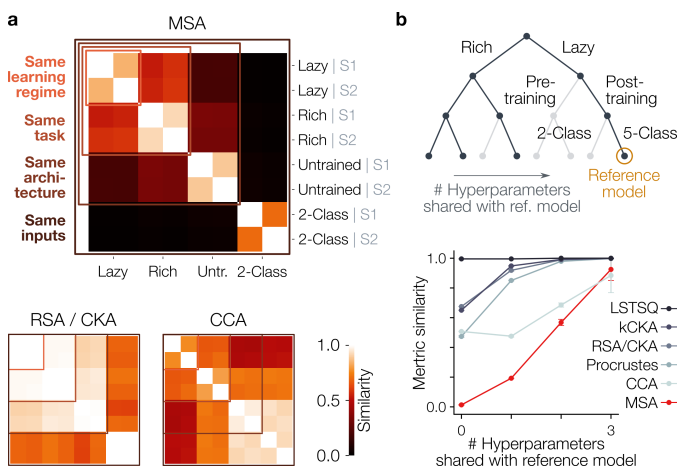 a
MSA
Same
learning
regime
Same
task
Same
archi-
tecture
Same
inputs
Lazy | S1
Lazy | S2
Rich | S1
Rich | S2
Untrained | S1
Untrained | S2
2-Class | S1
2-Class | S2
Lazy Rich Untr. 2-Class
RSA / CKA
CCA
1.0
0.5
0.0
Similarity
b
Rich
Lazy
Pre-
training
Post-
training
2-Class
5-Class
# Hyperparameters
shared with ref. model
Reference
model
1.0
0.0
Mertric similarity
LSTSQ
kCKA
RSA/CKA
Procrustes
CCA
MSA
0 1 2 3
# Hyperparameters
shared with reference model